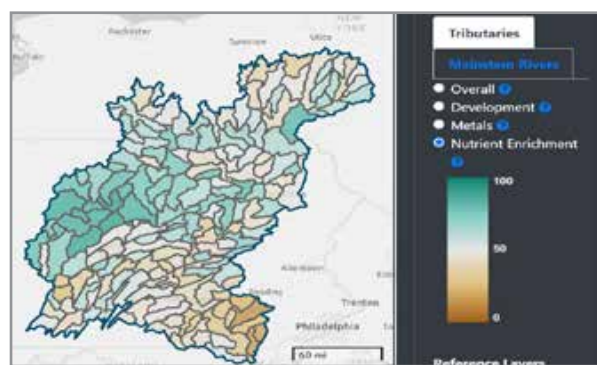 Rochester
Syracuse
Utica
Tributaries
Mainstem Rivers
Overall ?
Development ?
Metals ?
Nutrient Enrichment
?
100
50
0
Allentown
Reading
Trenton
Philadelphia
60 mi
Reference Layers